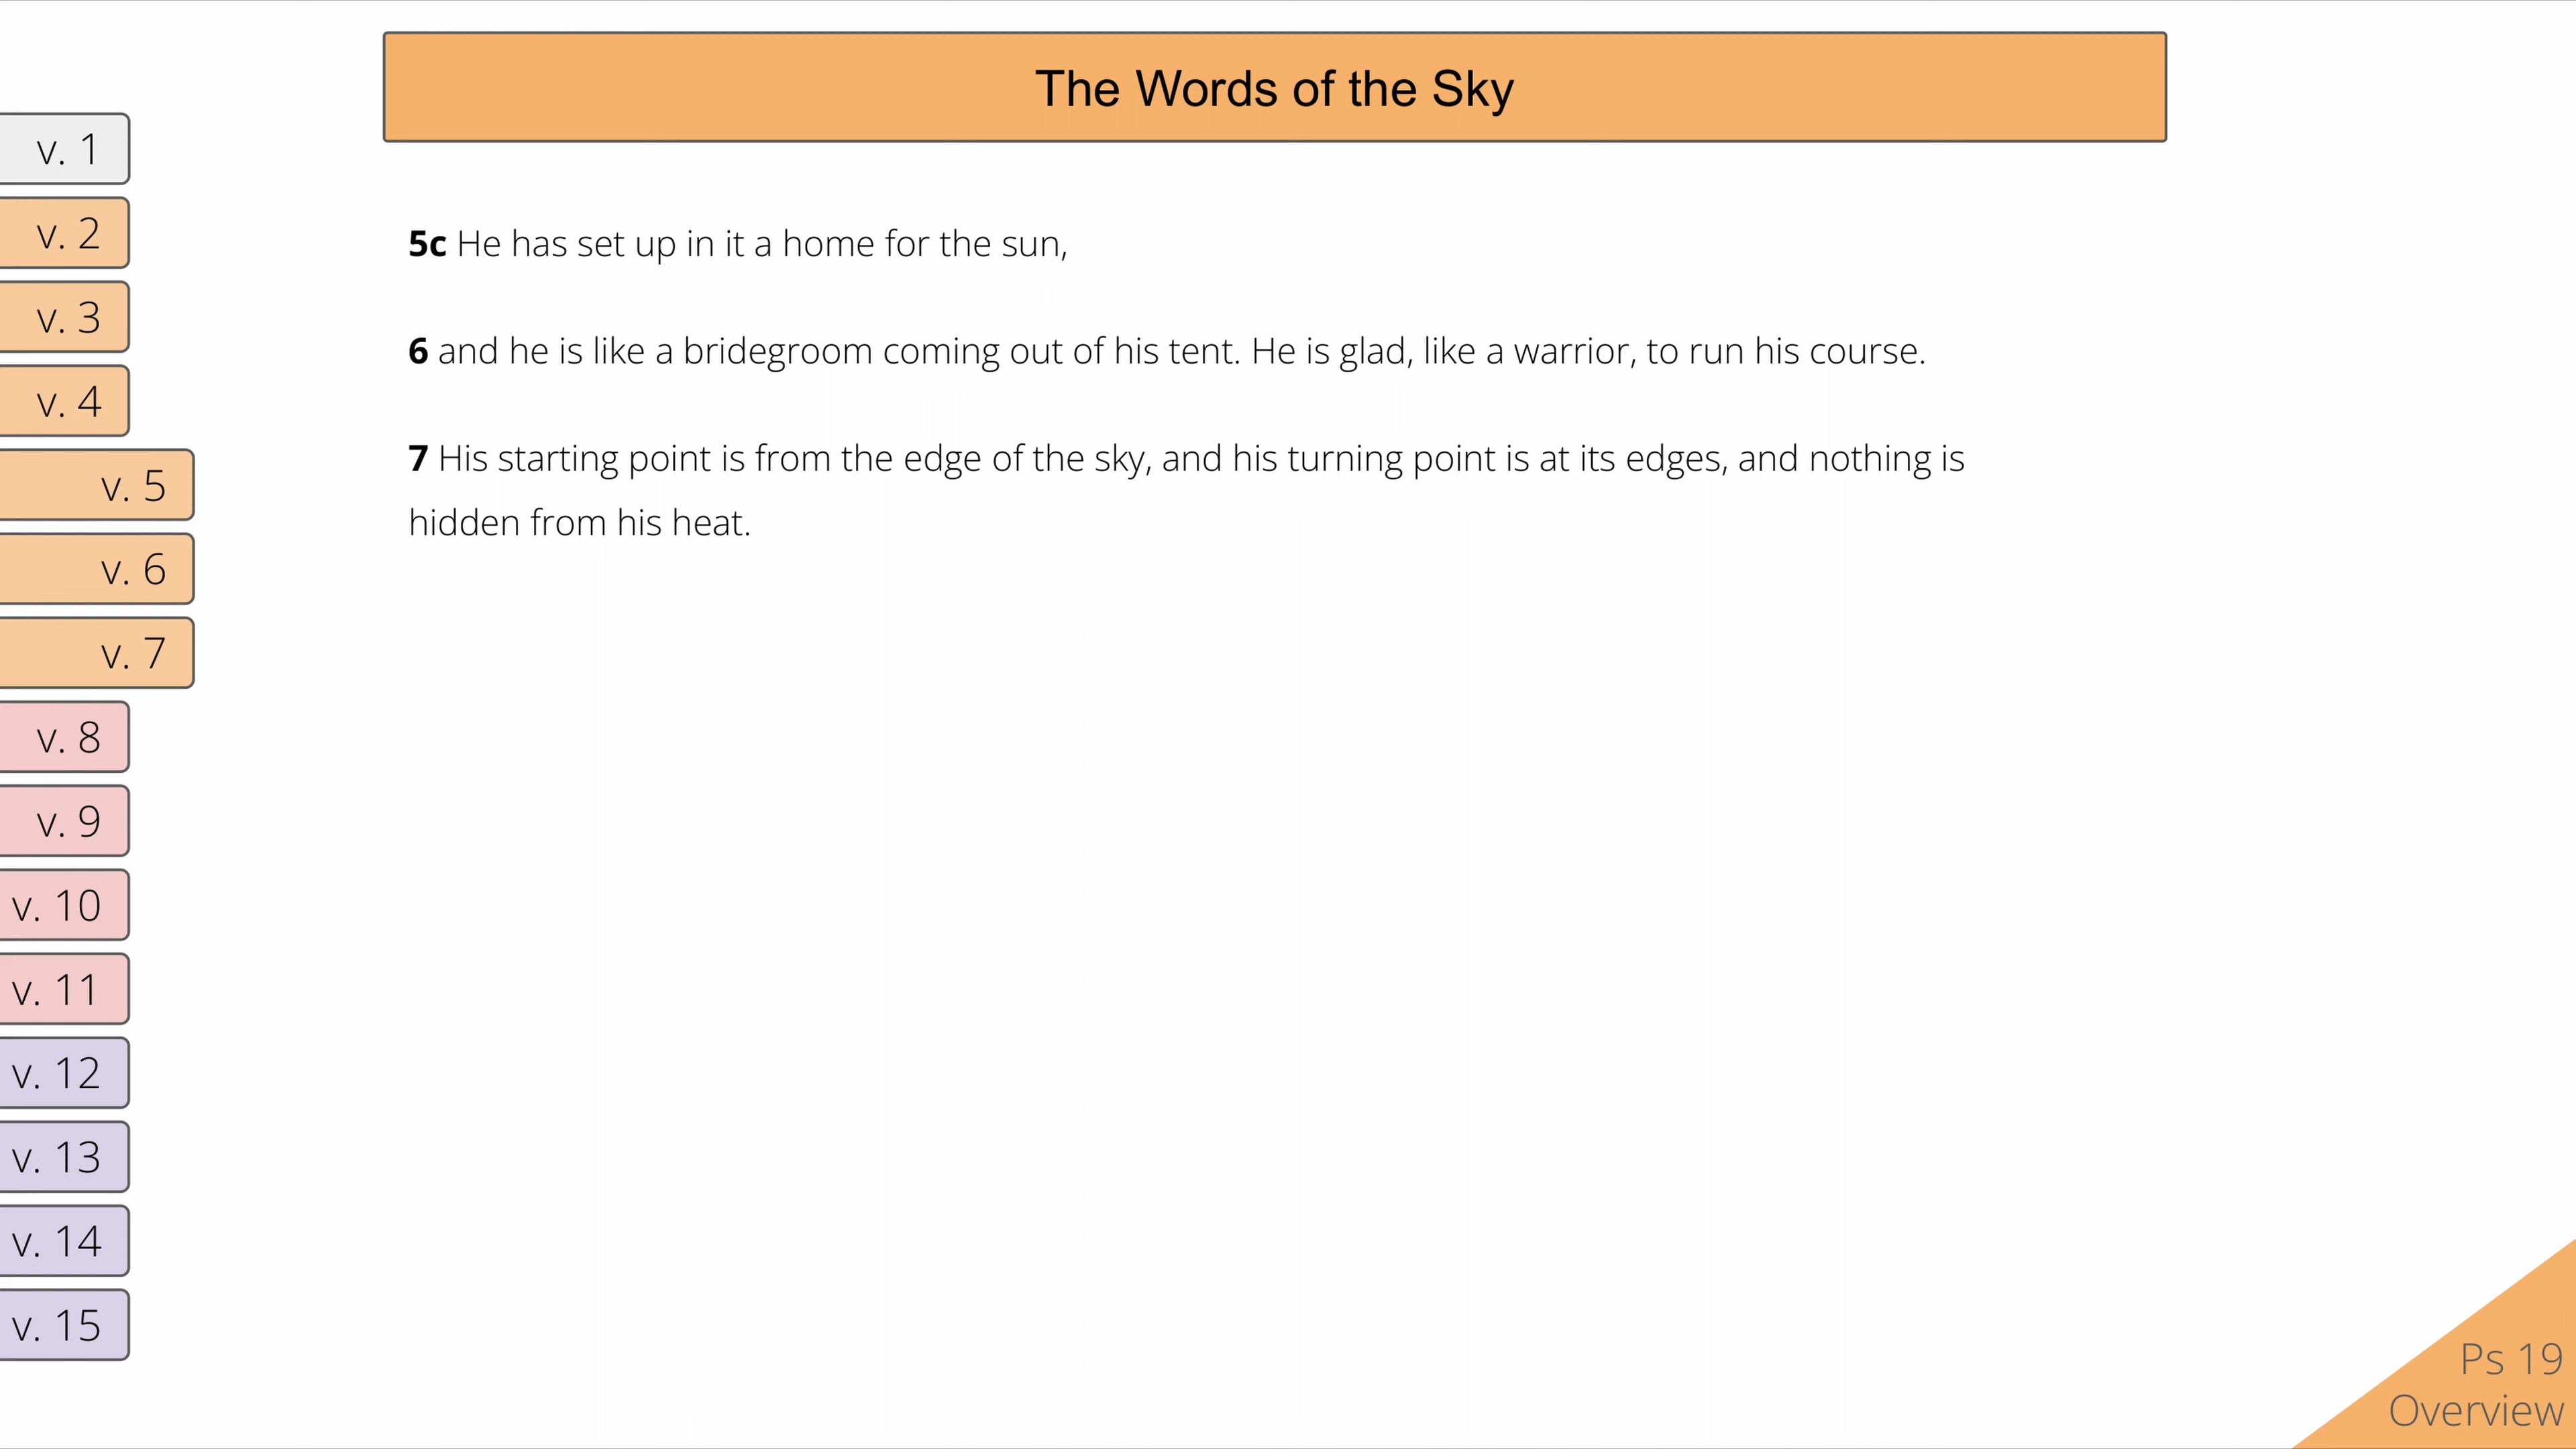 The Words of the Sky
v. 1
v. 2
v. 3
v. 4
v. 5
v. 6
v. 7
v. 8
v. 9
v. 10
v. 11
v. 12
v. 13
v. 14
v. 15
5c He has set up in it a home for the sun,
6 and he is like a bridegroom coming out of his tent. He is glad, like a warrior, to run his course.
7 His starting point is from the edge of the sky, and his turning point is at its edges, and nothing is
hidden from his heat.
Ps 19
Overview